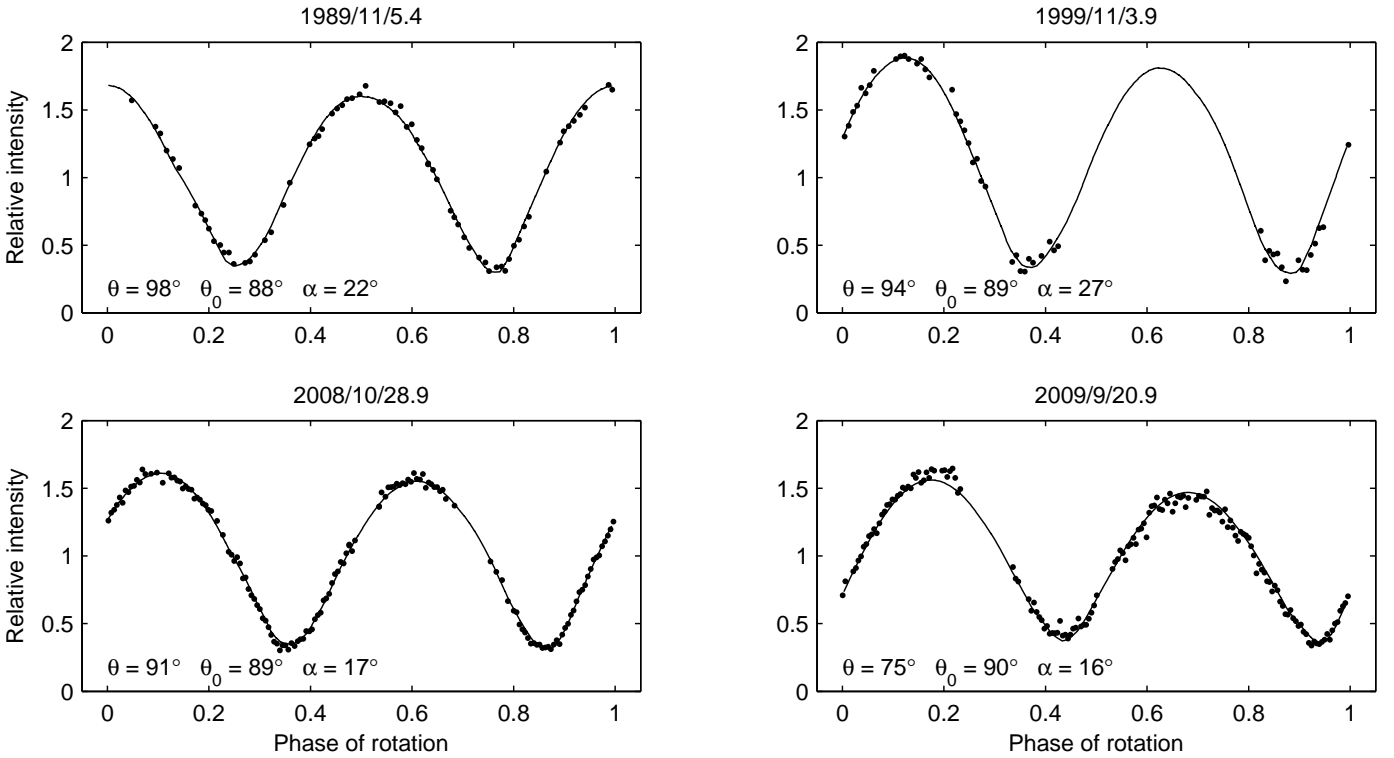 1989/11/5.4
Relative intensity
2
1.5
1
0.5
0
θ = 98° θ0 = 88° α = 22°
0 0.2 0.4 0.6 0.8 1
1999/11/3.9
2
1.5
1
0.5
0
θ = 94° θ0 = 89° α = 27°
0 0.2 0.4 0.6 0.8 1
2008/10/28.9
Relative intensity
2
1.5
1
0.5
0
θ = 91° θ0 = 89° α = 17°
0 0.2 0.4 0.6 0.8 1
Phase of rotation
2009/9/20.9
2
1.5
1
0.5
0
θ = 75° θ0 = 90° α = 16°
0 0.2 0.4 0.6 0.8 1
Phase of rotation